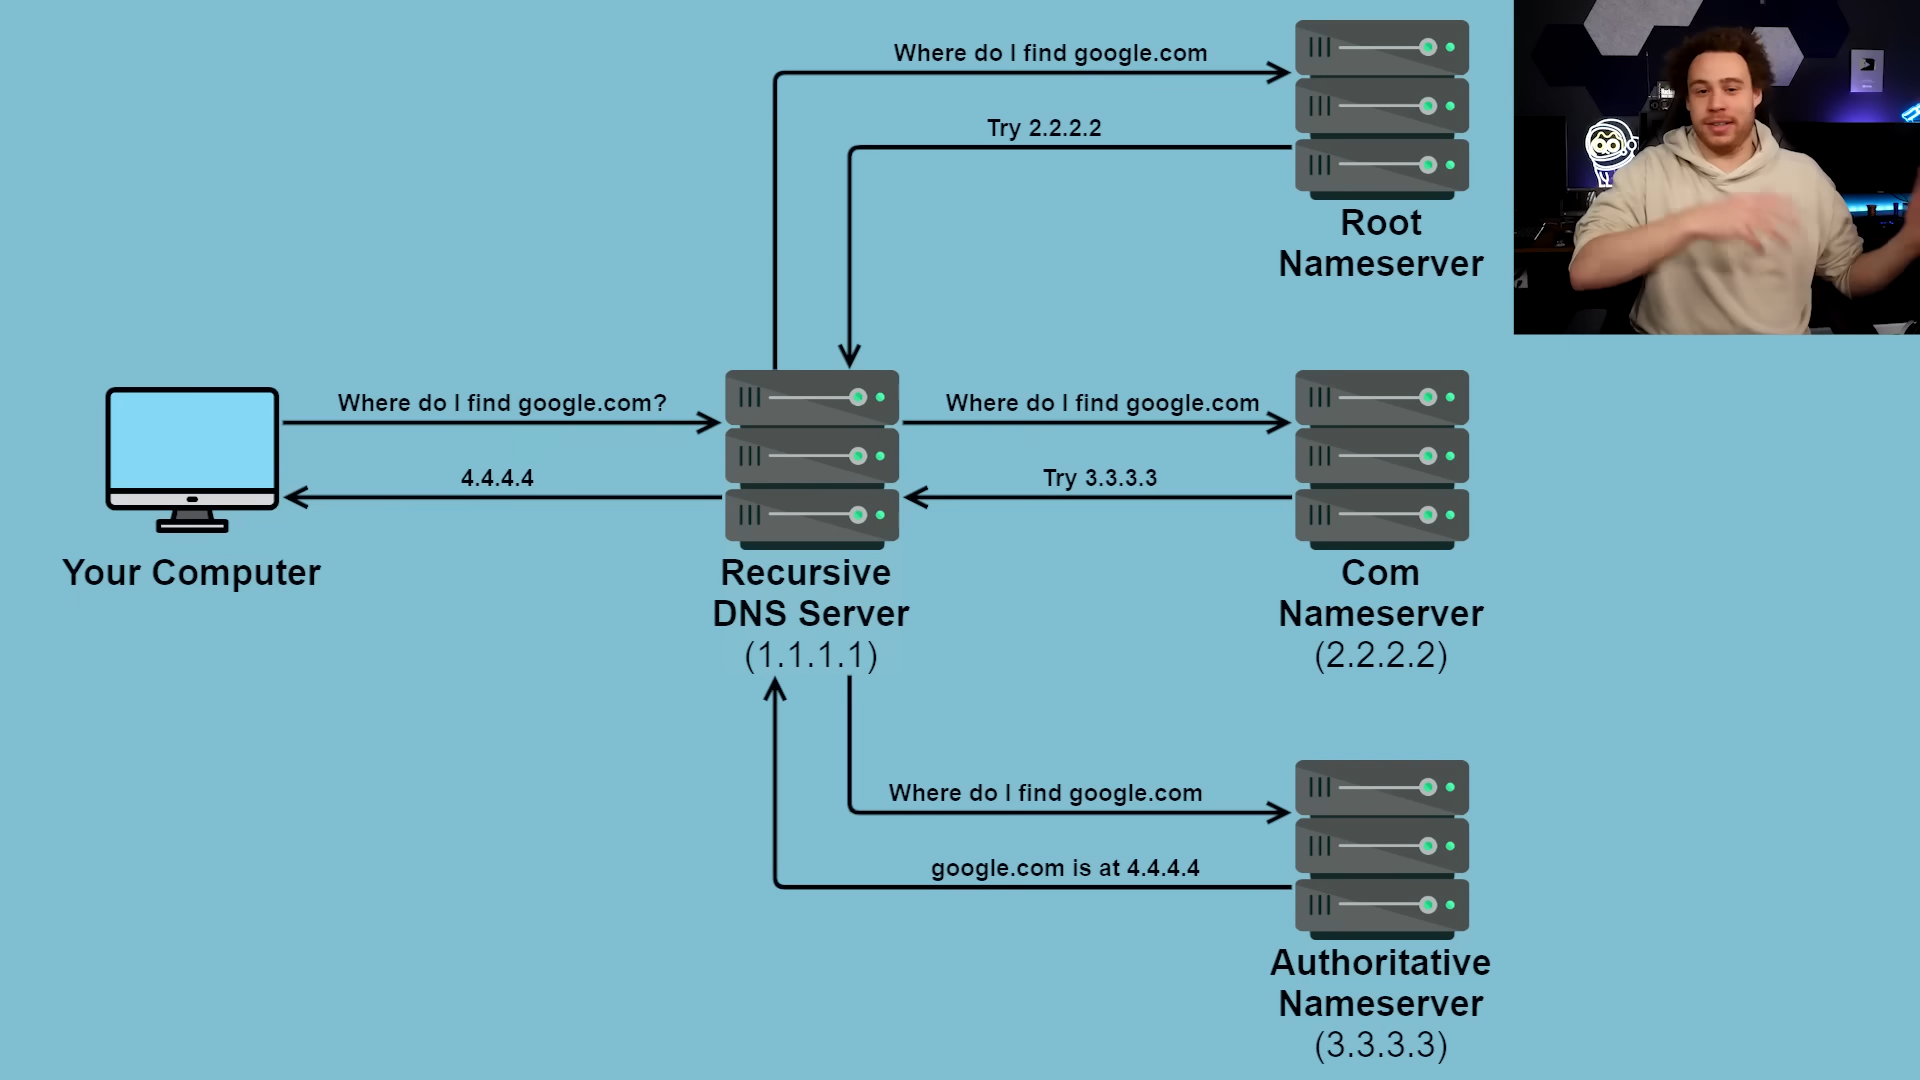 Where do I find google.com
Try 2.2.2.2
Root
Nameserver
Where do I find google.com?
4.4.4.4
Your Computer
Recursive
DNS Server
(1.1.1.1)
Where do I find google.com
Try 3.3.3.3
Com
Nameserver
(2.2.2.2)
Where do I find google.com
google.com is at 4.4.4.4
Authoritative
Nameserver
(3.3.3.3)